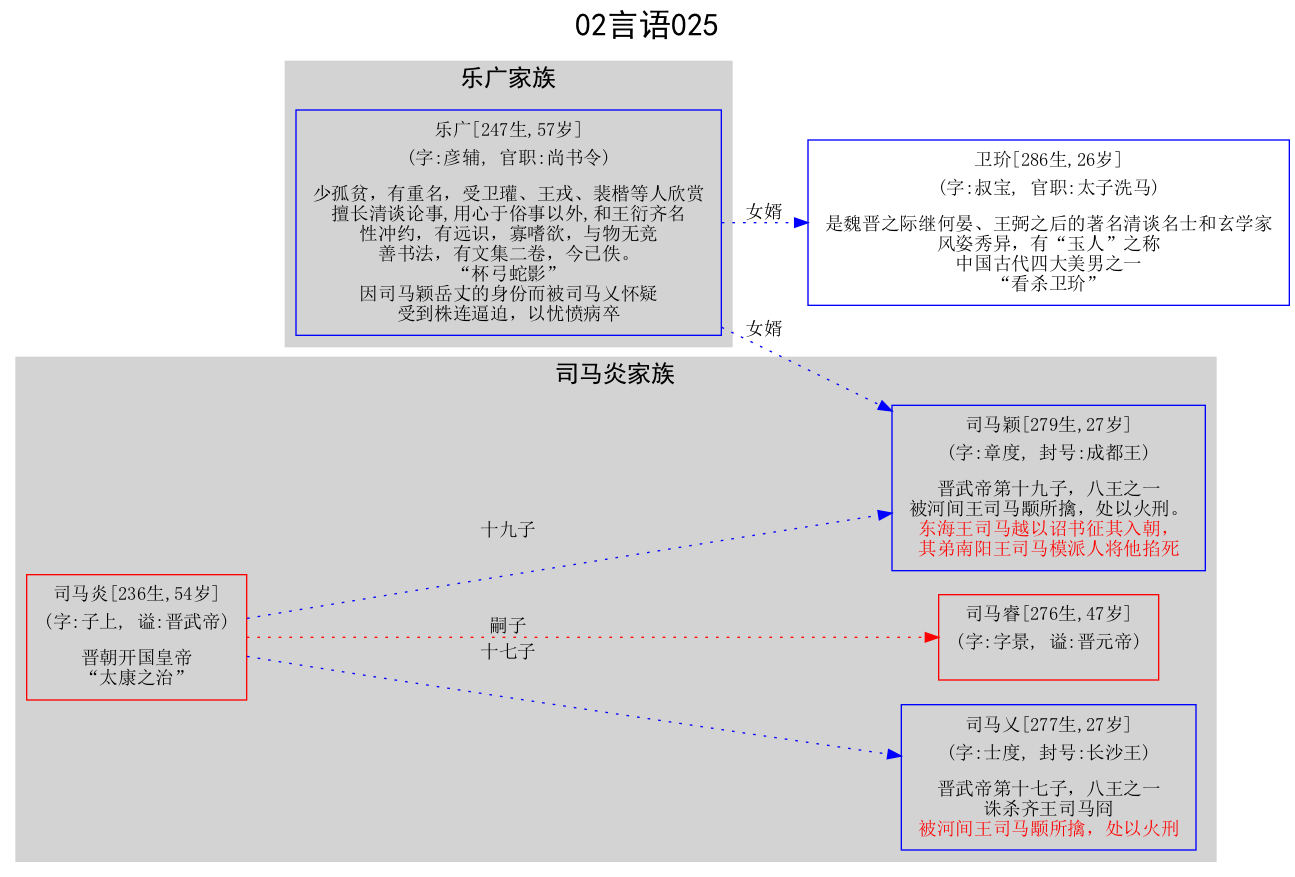 02言语025
乐广家族
乐广[247生,57岁]
(字:彦辅, 官职:尚书令)
少孤贫，有重名，受卫瓘、王戎、裴楷等人欣赏
擅长清谈论事,用心于俗事以外,和王衍齐名
性冲约，有远识，寡嗜欲，与物无竞
善书法，有文集二卷，今已佚。
“杯弓蛇影”
因司马颖岳丈的身份而被司马乂怀疑
受到株连逼迫，以忧愤病卒
女婿
卫玠[286生,26岁]
(字:叔宝, 官职:太子洗马)
是魏晋之际继何晏、王弼之后的著名清谈名士和玄学家
风姿秀异，有“玉人”之称
中国古代四大美男之一
“看杀卫玠”
女婿
司马炎家族
司马颖[279生,27岁]
(字:章度, 封号:成都王)
晋武帝第十九子，八王之一
被河间王司马颙所擒，处以火刑。
东海王司马越以诏书征其入朝，
其弟南阳王司马模派人将他掐死
十九子
司马炎[236生,54岁]
(字:子上, 谥:晋武帝)
晋朝开国皇帝
“太康之治”
嗣子
十七子
司马睿[276生,47岁]
(字:字景, 谥:晋元帝)
司马乂[277生,27岁]
(字:士度, 封号:长沙王)
晋武帝第十七子，八王之一
诛杀齐王司马冏
被河间王司马颙所擒，处以火刑